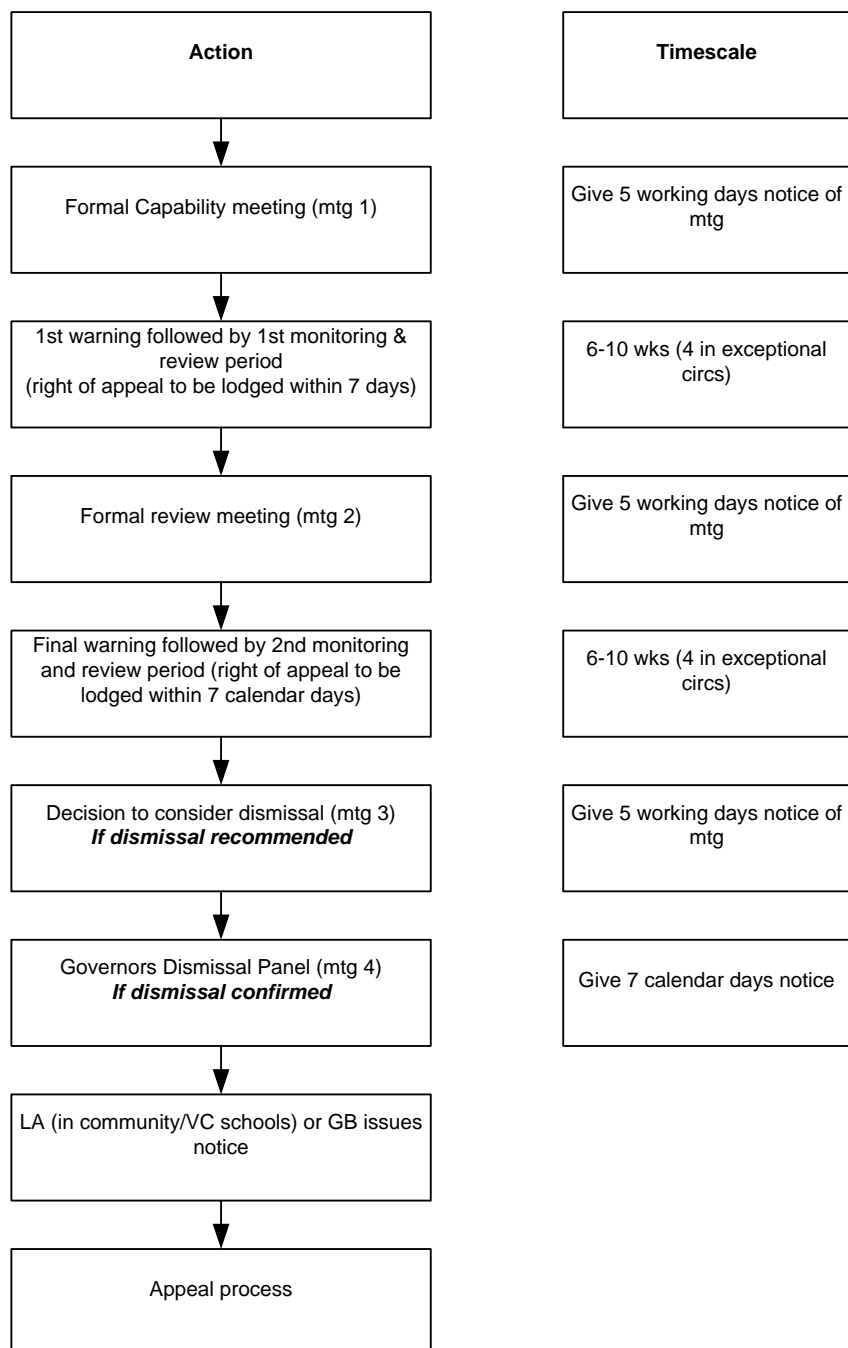 Action
Timescale
Formal Capability meeting (mtg 1)
Give 5 working days notice of
mtg
1st warning followed by 1st monitoring &
review period
(right of appeal to be lodged within 7 days)
6-10 wks (4 in exceptional
circs)
Formal review meeting (mtg 2)
Give 5 working days notice of
mtg
Final warning followed by 2nd monitoring
and review period (right of appeal to be
lodged within 7 calendar days)
6-10 wks (4 in exceptional
circs)
Decision to consider dismissal (mtg 3)
If dismissal recommended
Give 5 working days notice of
mtg
Governors Dismissal Panel (mtg 4)
If dismissal confirmed
Give 7 calendar days notice
LA (in community/VC schools) or GB issues
notice
Appeal process